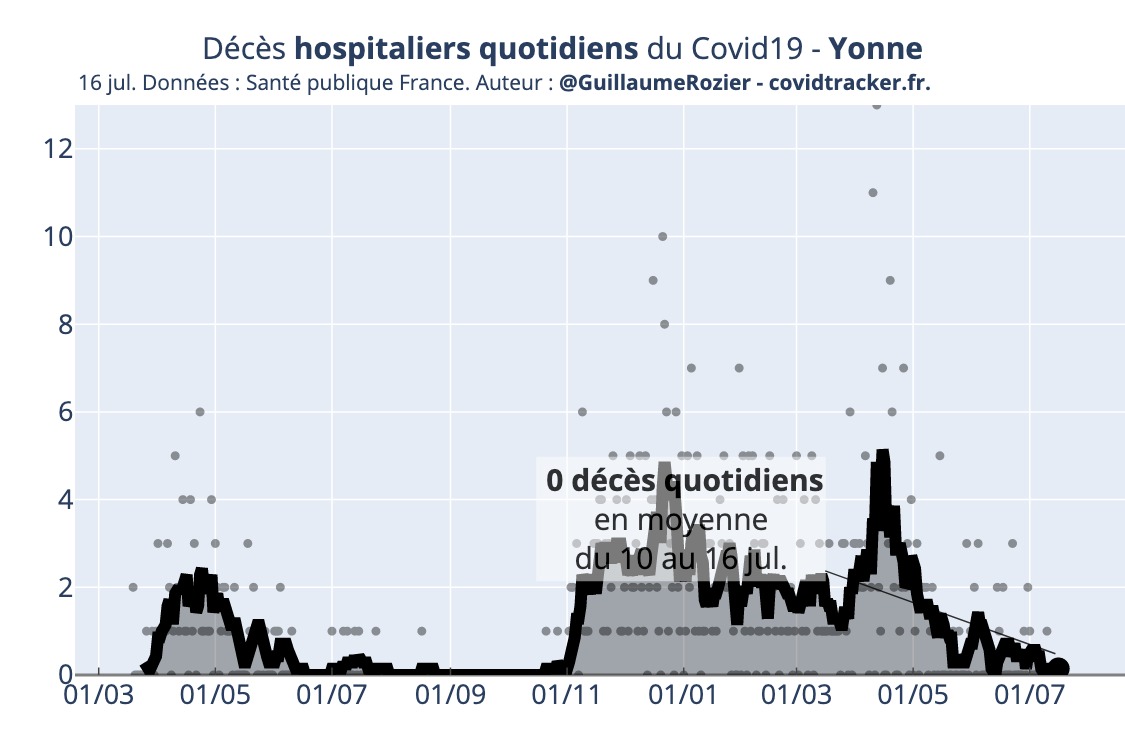 Décès hospitaliers quotidiens du Covid19 - Yonne
16 jul. Données : Santé publique France. Auteur : @GuillaumeRozier - covidtracker.fr.
12
10
8
6
4
2
0
0 décès quotidiens
en moyenne
du 10 au 16 jul.
01/03 01/05 01/07 01/09 01/11 01/01 01/03 01/05 01/07